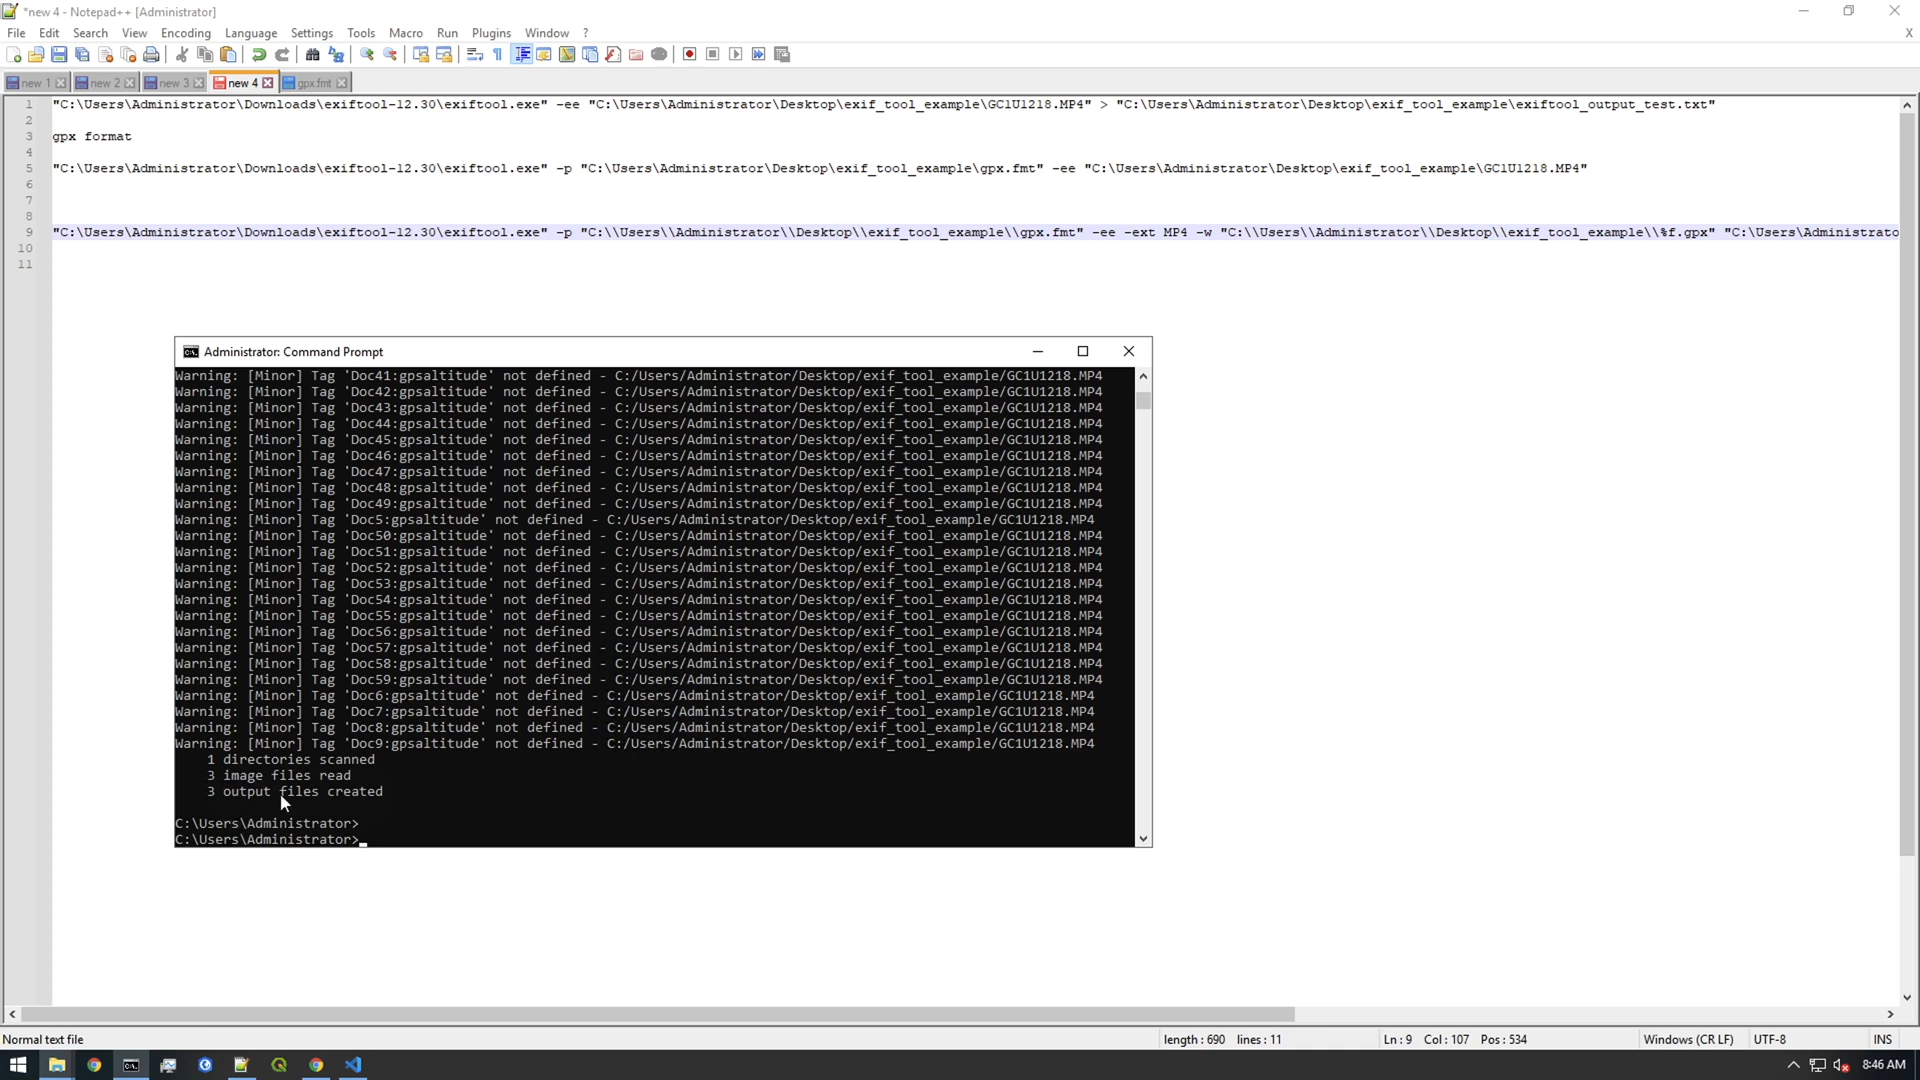 *new 4 - Notepad++ [Administrator]
File Edit Search View Encoding Language Settings Tools Macro Run Plugins Window ? X
new 1 new 2 new 3 new 4 gpx.fmt
1 "C:\Users\Administrator\Downloads\exiftool-12.30\exiftool.exe" -ee "C:\Users\Administrator\Desktop\exif_tool_example\GC1U1218.MP4" > "C:\Users\Administrator\Desktop\exif_tool_example\exiftool_output_test.txt"
2
3 gpx format
4
5 "C:\Users\Administrator\Downloads\exiftool-12.30\exiftool.exe" -p "C:\Users\Administrator\Desktop\exif_tool_example\gpx.fmt" -ee "C:\Users\Administrator\Desktop\exif_tool_example\GC1U1218.MP4"
6
7
8
9 "C:\Users\Administrator\Downloads\exiftool-12.30\exiftool.exe" -p "C:\\Users\\Administrator\\Desktop\\exif_tool_example\\gpx.fmt" -ee -ext MP4 -w "C:\\Users\\Administrator\\Desktop\\exif_tool_example\\%f.gpx" "C:\Users\Administrato
10
11
Administrator: Command Prompt
Warning: [Minor] Tag 'Doc41:gpsaltitude' not defined - C:/Users/Administrator/Desktop/exif_tool_example/GC1U1218.MP4
Warning: [Minor] Tag 'Doc42:gpsaltitude' not defined - C:/Users/Administrator/Desktop/exif_tool_example/GC1U1218.MP4
Warning: [Minor] Tag 'Doc43:gpsaltitude' not defined - C:/Users/Administrator/Desktop/exif_tool_example/GC1U1218.MP4
Warning: [Minor] Tag 'Doc44:gpsaltitude' not defined - C:/Users/Administrator/Desktop/exif_tool_example/GC1U1218.MP4
Warning: [Minor] Tag 'Doc45:gpsaltitude' not defined - C:/Users/Administrator/Desktop/exif_tool_example/GC1U1218.MP4
Warning: [Minor] Tag 'Doc46:gpsaltitude' not defined - C:/Users/Administrator/Desktop/exif_tool_example/GC1U1218.MP4
Warning: [Minor] Tag 'Doc47:gpsaltitude' not defined - C:/Users/Administrator/Desktop/exif_tool_example/GC1U1218.MP4
Warning: [Minor] Tag 'Doc48:gpsaltitude' not defined - C:/Users/Administrator/Desktop/exif_tool_example/GC1U1218.MP4
Warning: [Minor] Tag 'Doc49:gpsaltitude' not defined - C:/Users/Administrator/Desktop/exif_tool_example/GC1U1218.MP4
Warning: [Minor] Tag 'Doc5:gpsaltitude' not defined - C:/Users/Administrator/Desktop/exif_tool_example/GC1U1218.MP4
Warning: [Minor] Tag 'Doc50:gpsaltitude' not defined - C:/Users/Administrator/Desktop/exif_tool_example/GC1U1218.MP4
Warning: [Minor] Tag 'Doc51:gpsaltitude' not defined - C:/Users/Administrator/Desktop/exif_tool_example/GC1U1218.MP4
Warning: [Minor] Tag 'Doc52:gpsaltitude' not defined - C:/Users/Administrator/Desktop/exif_tool_example/GC1U1218.MP4
Warning: [Minor] Tag 'Doc53:gpsaltitude' not defined - C:/Users/Administrator/Desktop/exif_tool_example/GC1U1218.MP4
Warning: [Minor] Tag 'Doc54:gpsaltitude' not defined - C:/Users/Administrator/Desktop/exif_tool_example/GC1U1218.MP4
Warning: [Minor] Tag 'Doc55:gpsaltitude' not defined - C:/Users/Administrator/Desktop/exif_tool_example/GC1U1218.MP4
Warning: [Minor] Tag 'Doc56:gpsaltitude' not defined - C:/Users/Administrator/Desktop/exif_tool_example/GC1U1218.MP4
Warning: [Minor] Tag 'Doc57:gpsaltitude' not defined - C:/Users/Administrator/Desktop/exif_tool_example/GC1U1218.MP4
Warning: [Minor] Tag 'Doc58:gpsaltitude' not defined - C:/Users/Administrator/Desktop/exif_tool_example/GC1U1218.MP4
Warning: [Minor] Tag 'Doc59:gpsaltitude' not defined - C:/Users/Administrator/Desktop/exif_tool_example/GC1U1218.MP4
Warning: [Minor] Tag 'Doc6:gpsaltitude' not defined - C:/Users/Administrator/Desktop/exif_tool_example/GC1U1218.MP4
Warning: [Minor] Tag 'Doc7:gpsaltitude' not defined - C:/Users/Administrator/Desktop/exif_tool_example/GC1U1218.MP4
Warning: [Minor] Tag 'Doc8:gpsaltitude' not defined - C:/Users/Administrator/Desktop/exif_tool_example/GC1U1218.MP4
Warning: [Minor] Tag 'Doc9:gpsaltitude' not defined - C:/Users/Administrator/Desktop/exif_tool_example/GC1U1218.MP4
1 directories scanned
3 image files read
3 output files created
C:\Users\Administrator>
C:\Users\Administrator>_
Normal text file length : 690 lines : 11 Ln : 9 Col : 107 Pos : 534 Windows (CR LF) UTF-8 INS
8:46 AM